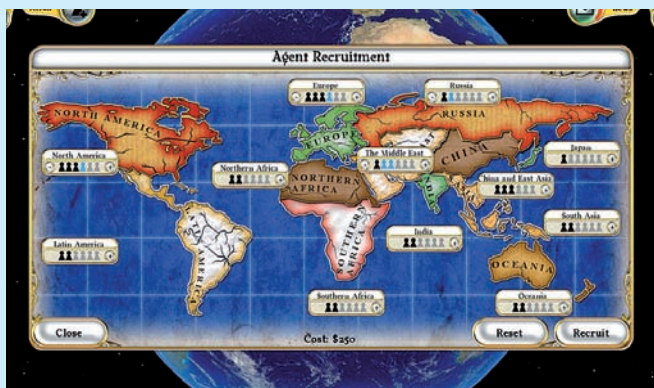 Agent Recruitment
Europe
Russia
NORTH AMERICA
RUSSIA
EUROPE
North America
Northern Africa
The Middle East
CHINA
Japan
NORTHERN
AFRICA
China and East Asia
INDIA
South Asia
LATIN AMERICA
SOUTHERN
AFRICA
Latin America
India
OCEANIA
Southern Africa
Oceania
Close
Cost: $250
Reset
Recruit